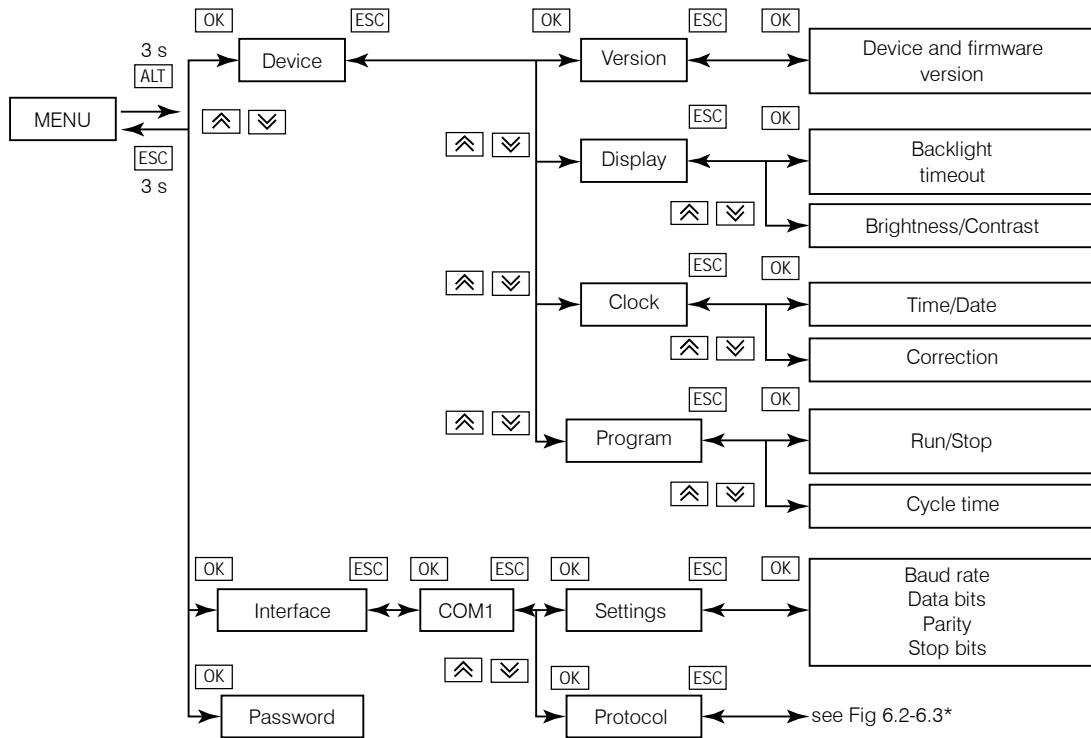 OK ESC OK ESC OK
3 s
ALT
Device
Version
Device and firmware
version
MENU
ESC
3 s
ESC OK
Display
Backlight
timeout
Brightness/Contrast
ESC OK
Clock
Time/Date
Correction
ESC OK
Program
Run/Stop
Cycle time
OK ESC OK ESC OK ESC OK
Interface
COM1
Settings
Baud rate
Data bits
Parity
Stop bits
OK
Password
OK ESC
Protocol
see Fig 6.2-6.3*